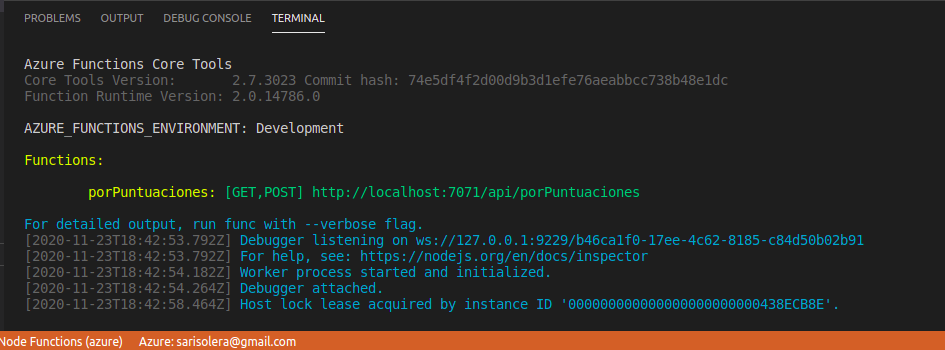 PROBLEMS OUTPUT DEBUG CONSOLE TERMINAL
Azure Functions Core Tools
Core Tools Version: 2.7.3023 Commit hash: 74e5df4f2d00d9b3d1efe76aeabbcc738b48e1dc
Function Runtime Version: 2.0.14786.0
AZURE_FUNCTIONS_ENVIRONMENT: Development
Functions:
porPuntuaciones: [GET,POST] http://localhost:7071/api/porPuntuaciones
For detailed output, run func with --verbose flag.
[2020-11-23T18:42:53.792Z] Debugger listening on ws://127.0.0.1:9229/b46ca1f0-17ee-4c62-8185-c84d50b02b91
[2020-11-23T18:42:53.792Z] For help, see: https://nodejs.org/en/docs/inspector
[2020-11-23T18:42:54.182Z] Worker process started and initialized.
[2020-11-23T18:42:54.264Z] Debugger attached.
[2020-11-23T18:42:58.464Z] Host lock lease acquired by instance ID '000000000000000000000000438ECB8E'.
Node Functions (azure) Azure: sarisolera@gmail.com